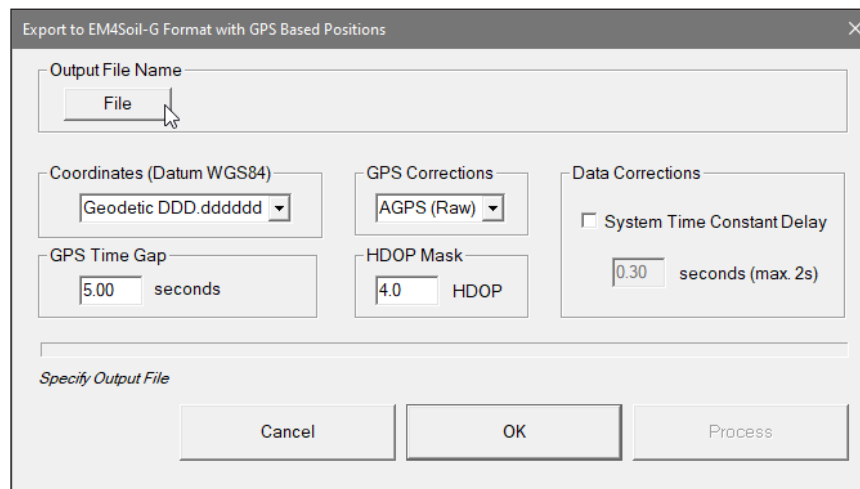 Export to EM4Soil-G Format with GPS Based Positions
Output File Name
File
Coordinates (Datum WGS84)
Geodetic DDD.dddddd
GPS Corrections
AGPS (Raw)
Data Corrections
System Time Constant Delay
0.30 seconds (max. 2s)
GPS Time Gap
5.00 seconds
HDOP Mask
4.0 HDOP
Specify Output File
Cancel
OK
Process